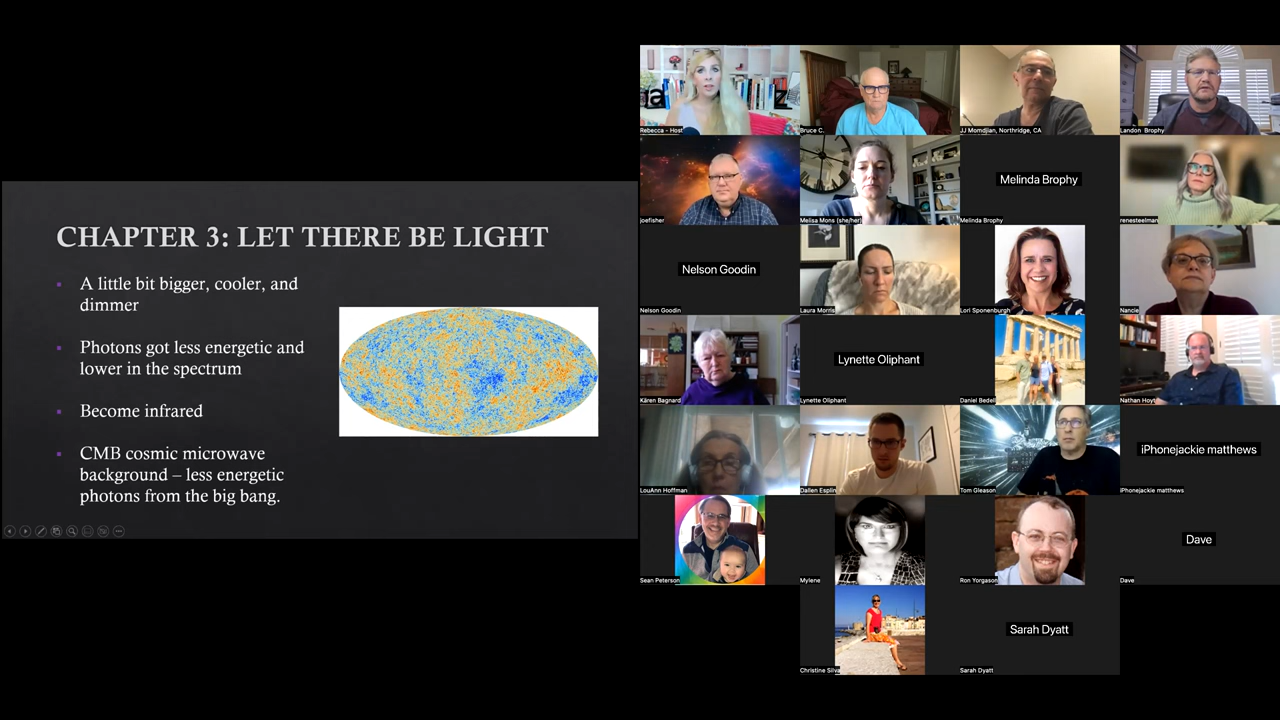 CHAPTER 3: LET THERE BE LIGHT
A little bit bigger, cooler, and
dimmer
Photons got less energetic and
lower in the spectrum
Become infrared
CMB cosmic microwave
background – less energetic
photons from the big bang.
Rebecca - Host
Bruce C.
JJ Momdjian, Northridge, CA
Landon Brophy
joefisher
Melisa Mons (she/her)
Melinda Brophy
Melinda Brophy
renesteelman
Nelson Goodin
Nelson Goodin
Laura Morris
Lori Sponenburgh
Nancie
Kären Bagnard
Lynette Oliphant
Lynette Oliphant
Daniel Bedell
Nathan Hoyt
LouAnn Hoffman
Dallen Esplin
Tom Gleason
iPhonejackie matthews
iPhonejackie matthews
Sean Peterson
Mylene
Ron Yorgason
Dave
Dave
Christine Silva
Sarah Dyatt
Sarah Dyatt